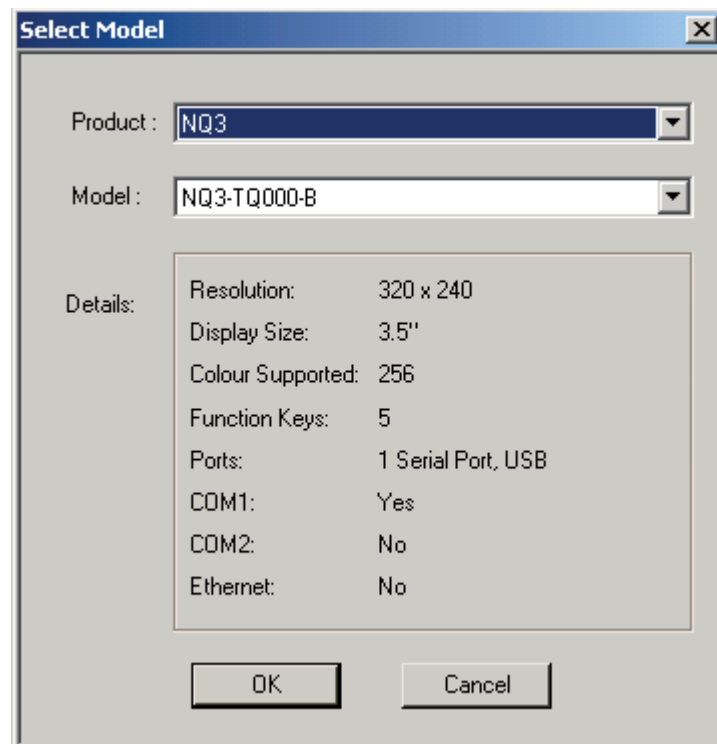 Select Model
Product : NQ3
Model : NQ3-TQ000-B
Details:
Resolution: 320 x 240
Display Size: 3.5"
Colour Supported: 256
Function Keys: 5
Ports: 1 Serial Port, USB
COM1: Yes
COM2: No
Ethernet: No
OK Cancel